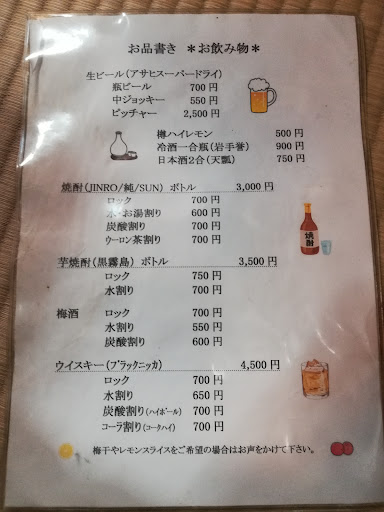 お品書き ＊お飲み物＊
生ビール(アサヒスーパードライ)
瓶ビール 700円
中ジョッキー 550円
ピッチャー 2,500円
樽ハイレモン 500円
冷酒一合瓶(岩手誉) 900円
日本酒2合(天瓢) 750円
焼酎(JINRO/純/SUN) ボトル 3,000円
ロック 700円
水・お湯割り 600円
炭酸割り 700円
ウーロン茶割り 700円
芋焼酎(黒霧島) ボトル 3,500円
ロック 750円
水割り 700円
梅酒 ロック 700円
水割り 550円
炭酸割り 600円
ウイスキー(ブラックニッカ) 4,500円
ロック 700円
水割り 650円
炭酸割り(ハイボール) 700円
コーラ割り(コークハイ) 700円
梅干やレモンスライスをご希望の場合はお声をかけて下さい。
焼酎